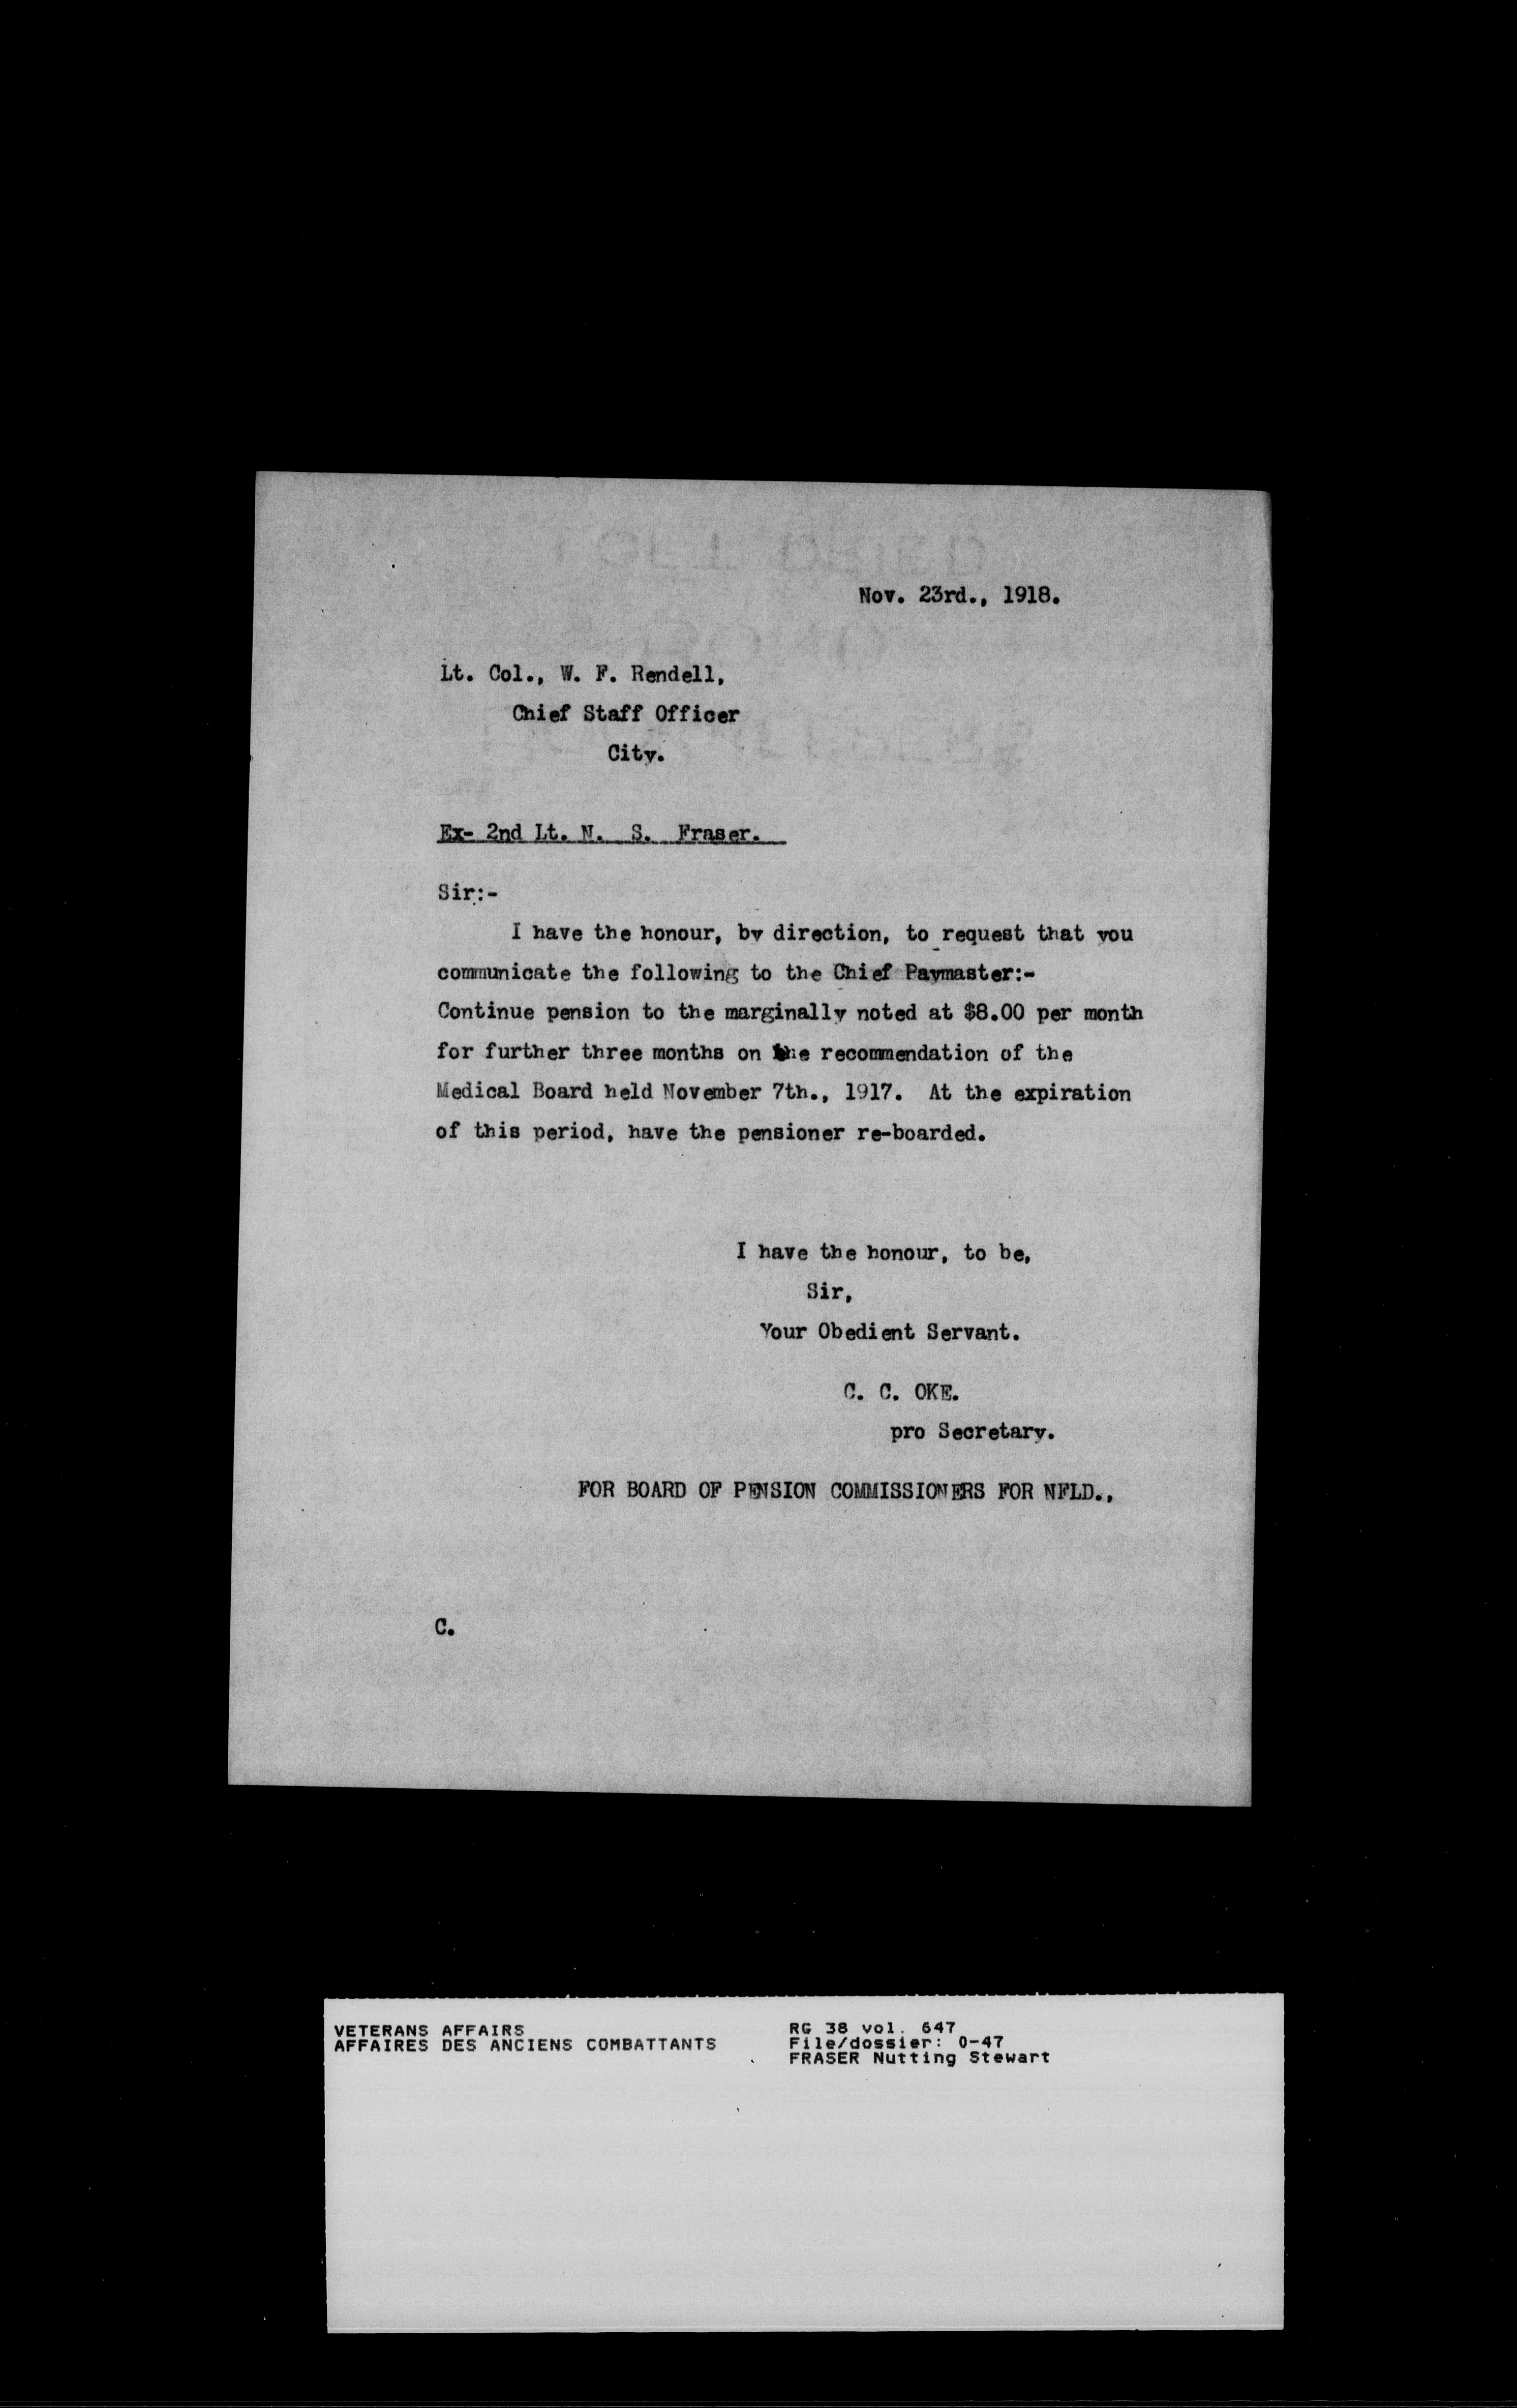 Nov. 23rd., 1918.
Lt. Col., W. F. Rendell,
Chief Staff Officer
City.
Ex- 2nd Lt. N. S. Fraser.
Sir:-
I have the honour, by direction, to request that you
communicate the following to the Chief Paymaster:-
Continue pension to the marginally noted at $8.00 per month
for further three months on the recommendation of the
Medical Board held November 7th., 1917. At the expiration
of this period, have the pensioner re-boarded.
I have the honour, to be,
Sir,
Your Obedient Servant.
C. C. OKE.
pro Secretary.
FOR BOARD OF PENSION COMMISSIONERS FOR NFLD.,
C.
VETERANS AFFAIRS
AFFAIRES DES ANCIENS COMBATTANTS
RG 38 vol. 647
File/dossier: 0-47
FRASER Nutting Stewart